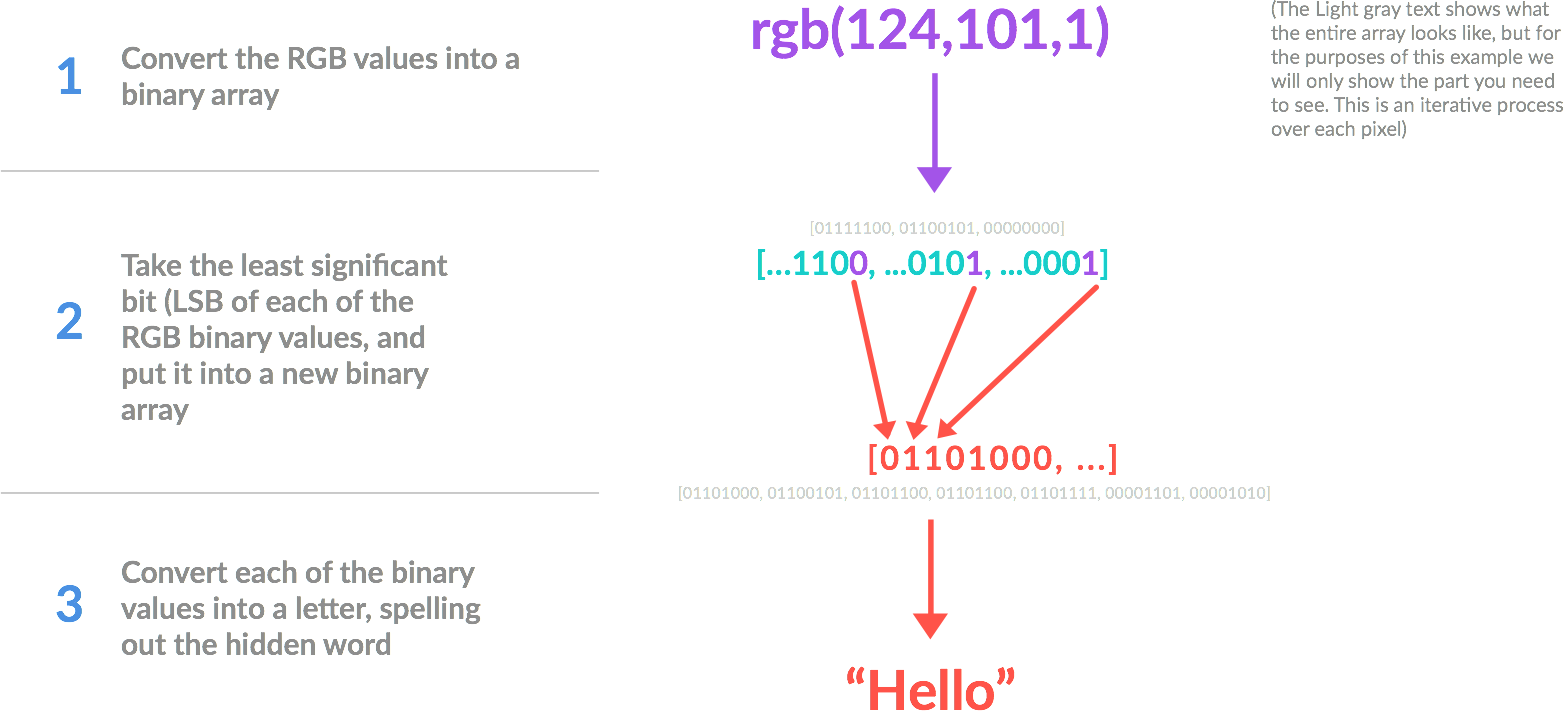 1
Convert the RGB values into a
binary array
rgb(124,101,1)
(The Light gray text shows what
the entire array looks like, but for
the purposes of this example we
will only show the part you need
to see. This is an iterative process
over each pixel)
2
Take the least significant
bit (LSB of each of the
RGB binary values, and
put it into a new binary
array
[01111100, 01100101, 00000000]
[...1100, ...0101, ...0001]
[01101000, ...]
[01101000, 01100101, 01101100, 01101100, 01101111, 00001101, 00001010]
3
Convert each of the binary
values into a letter, spelling
out the hidden word
“Hello”